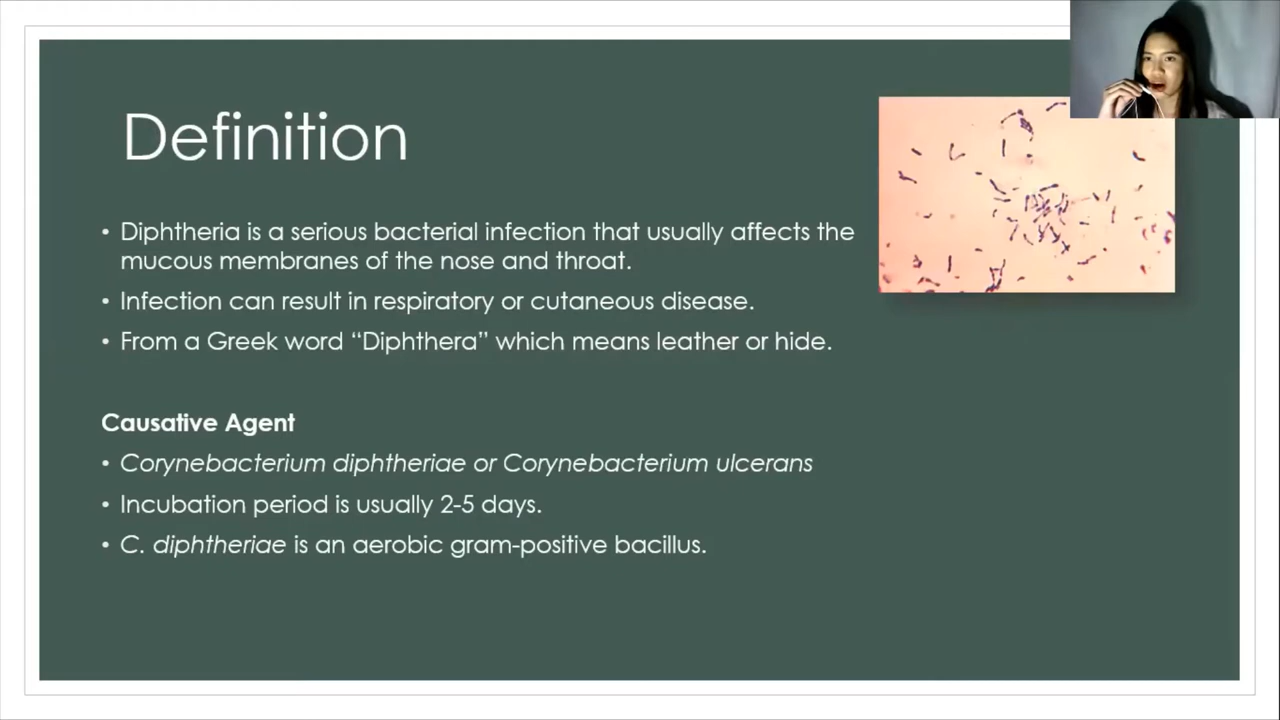 Definition
• Diphtheria is a serious bacterial infection that usually affects the
mucous membranes of the nose and throat.
• Infection can result in respiratory or cutaneous disease.
• From a Greek word “Diphthera” which means leather or hide.
Causative Agent
• Corynebacterium diphtheriae or Corynebacterium ulcerans
• Incubation period is usually 2-5 days.
• C. diphtheriae is an aerobic gram-positive bacillus.